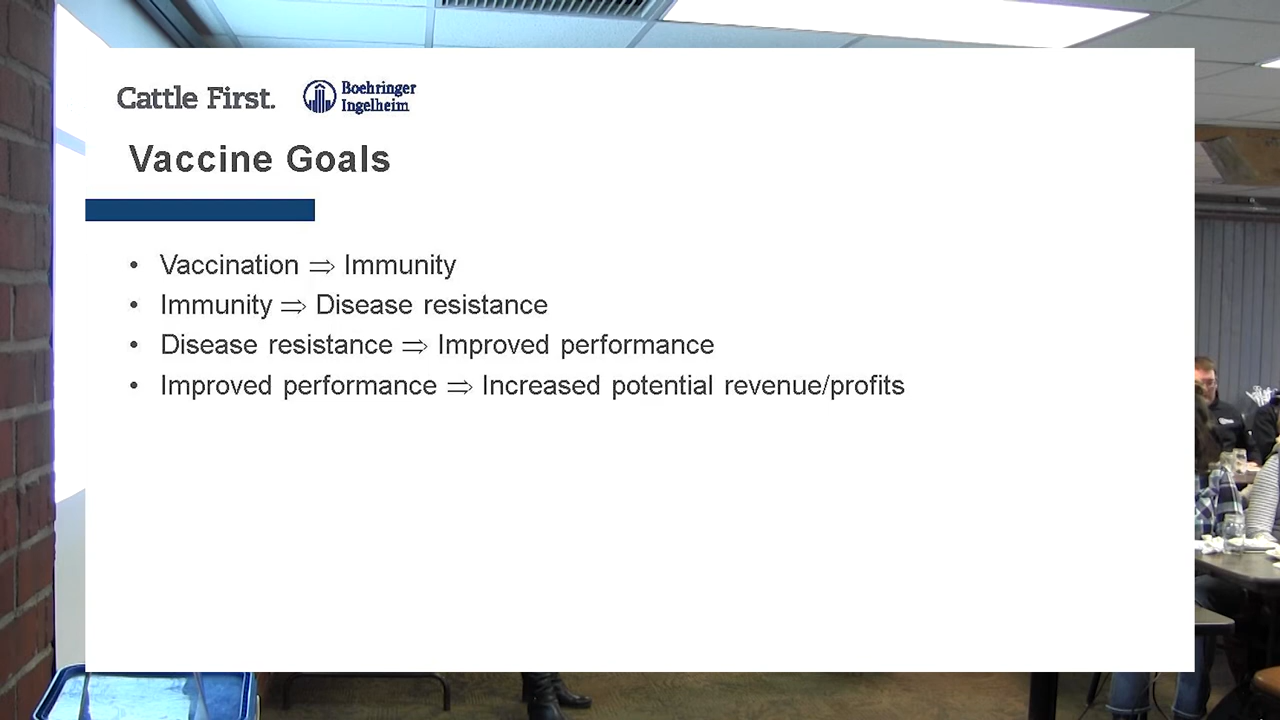 Cattle First.
Boehringer
Ingelheim
Vaccine Goals
• Vaccination ⇒ Immunity
• Immunity ⇒ Disease resistance
• Disease resistance ⇒ Improved performance
• Improved performance ⇒ Increased potential revenue/profits